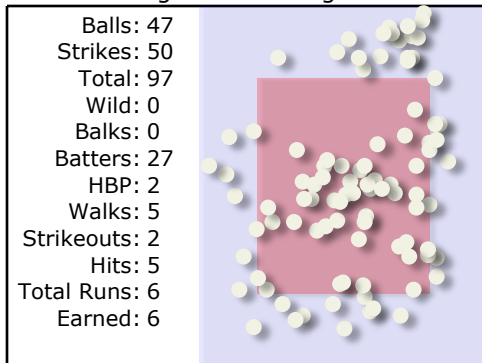 Balls: 47
Strikes: 50
Total: 97
Wild: 0
Balks: 0
Batters: 27
HBP: 2
Walks: 5
Strikeouts: 2
Hits: 5
Total Runs: 6
Earned: 6